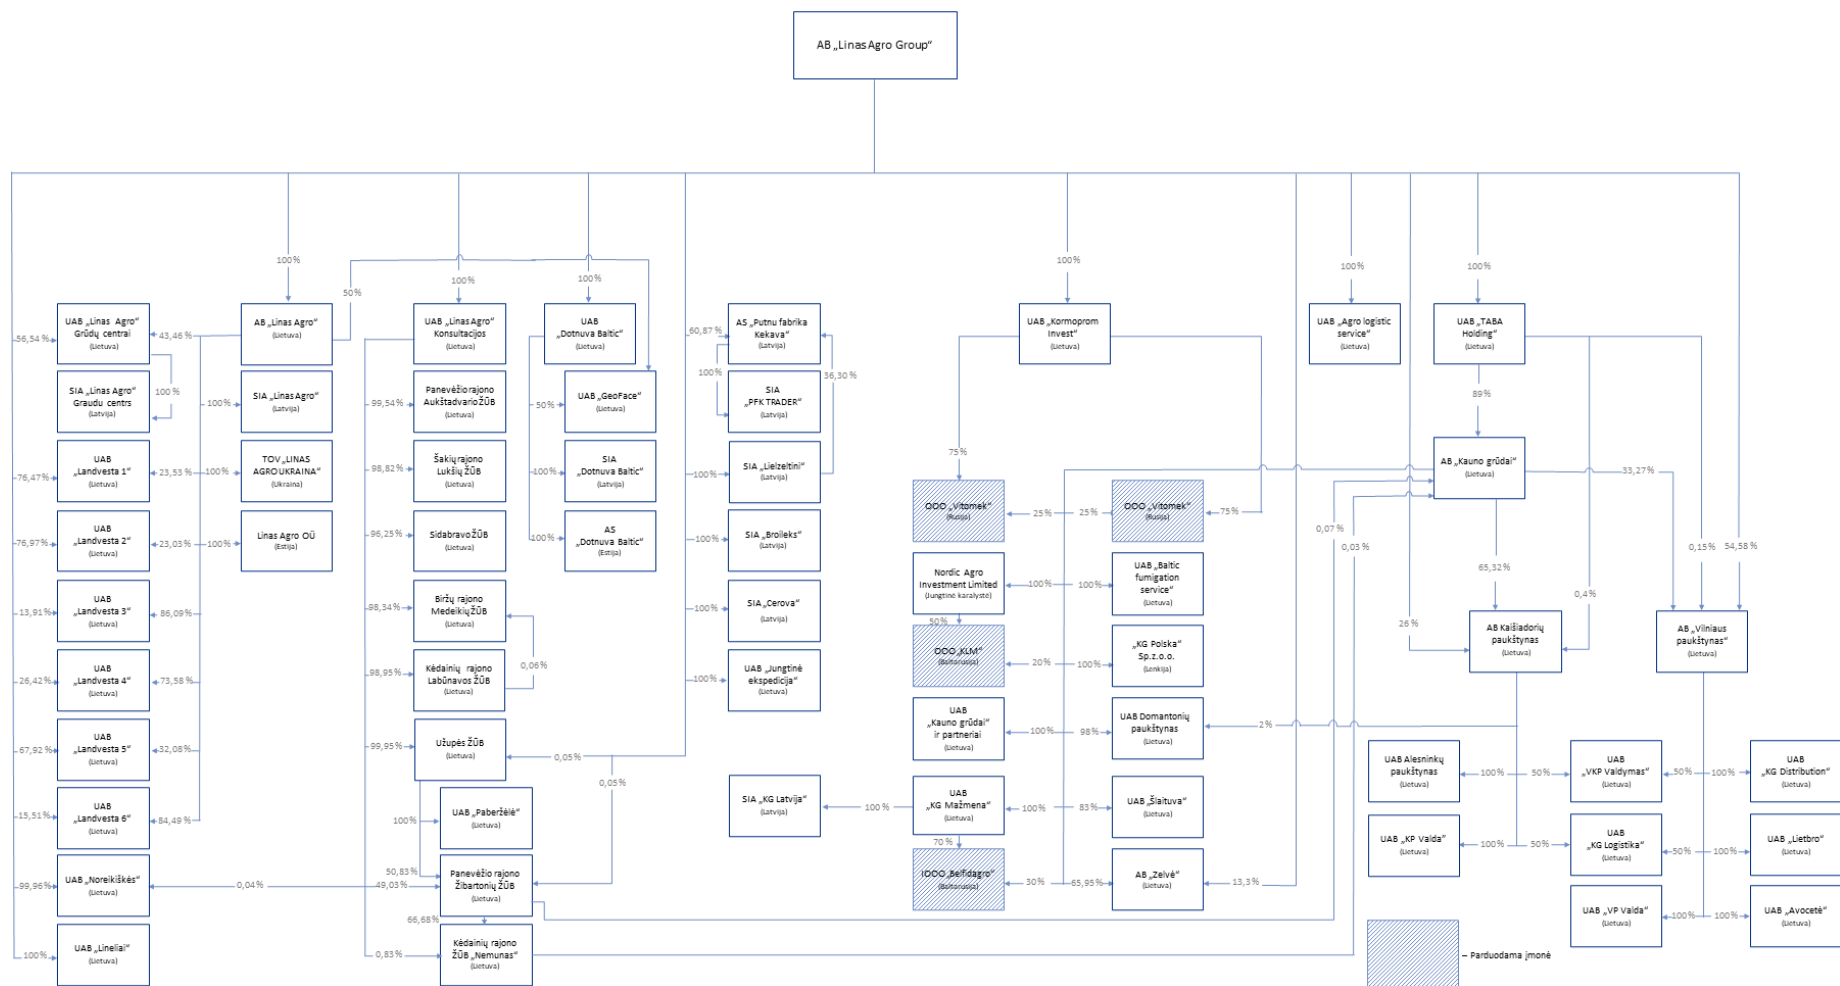 AB „Linas Agro Group“
100%
100%
100%
100%
100%
100%
50%
UAB „Linas Agro“
Grūdų centrai
(Lietuva)
56,54%
43,46%
AB „Linas Agro“
(Lietuva)
UAB „Linas Agro“
Konsultacijos
(Lietuva)
UAB
„Dotnuva Baltic“
(Lietuva)
60,87%
AS „Putnu fabrika
Kekava“
(Latvija)
UAB „Kormoprom
Invest“
(Lietuva)
UAB „Agro logistic
service“
(Lietuva)
UAB „TABA
Holding“
(Lietuva)
SIA „Linas Agro“
Graudu centrs
(Latvija)
100%
100%
SIA „Linas Agro“
(Latvija)
99,54%
Panevėžio rajono
Aukštadvario ŽŪB
(Lietuva)
50%
UAB „GeoFace“
(Lietuva)
100%
SIA
„PFK TRADER“
(Latvija)
36,30%
89%
76,47%
UAB
„Landvesta 1“
(Lietuva)
23,53%
100%
TOV „LINAS
AGRO UKRAINA“
(Ukraina)
98,82%
Šakių rajono
Lukšių ŽŪB
(Lietuva)
100%
SIA
„Dotnuva Baltic“
(Latvija)
100%
SIA „Lielzeltini“
(Latvija)
75%
AB „Kauno grūdai“
(Lietuva)
33,27%
76,97%
UAB
„Landvesta 2“
(Lietuva)
23,03%
100%
Linas Agro OÜ
(Estija)
96,25%
Sidabravo ŽŪB
(Lietuva)
100%
AS
„Dotnuva Baltic“
(Estija)
100%
SIA „Broileks“
(Latvija)
OOO „Vitomek“
(Rusija)
25%
25%
OOO „Vitomek“
(Rusija)
75%
0,07%
0,03%
65,32%
0,15%
54,58%
13,91%
UAB
„Landvesta 3“
(Lietuva)
86,09%
98,34%
Biržų rajono
Medeikių ŽŪB
(Lietuva)
100%
SIA „Cerova“
(Latvija)
Nordic Agro
Investment Limited
(Jungtinė karalystė)
100%
100%
UAB „Baltic
fumigation
service“
(Lietuva)
0,4%
26%
50%
AB Kaišiadorių
paukštynas
(Lietuva)
AB „Vilniaus
paukštynas“
(Lietuva)
26,42%
UAB
„Landvesta 4“
(Lietuva)
73,58%
98,95%
Kėdainių rajono
Labūnavos ŽŪB
(Lietuva)
0,06%
100%
UAB „Jungtinė
ekspedicija“
(Lietuva)
OOO „KLM“
(Baltarusija)
20%
100%
„KG Polska“
Sp.z.o.o.
(Lenkija)
67,92%
UAB
„Landvesta 5“
(Lietuva)
32,08%
99,95%
Užupės ŽŪB
(Lietuva)
0,05%
0,05%
UAB
„Kauno grūdai“
ir partneriai
(Lietuva)
100%
98%
UAB Domantonių
paukštynas
(Lietuva)
2%
UAB Alesninkų
paukštynas
(Lietuva)
100%
50%
UAB
„VKP Valdymas“
(Lietuva)
50%
100%
UAB
„KG Distribution“
(Lietuva)
15,51%
UAB
„Landvesta 6“
(Lietuva)
84,49%
100%
UAB „Paberžėlė“
(Lietuva)
SIA „KG Latvija“
(Latvija)
100%
UAB
„KG Mažmena“
(Lietuva)
100%
83%
UAB „Šlaituva“
(Lietuva)
70%
UAB „KP Valda“
(Lietuva)
100%
50%
UAB
„KG Logistika“
(Lietuva)
50%
100%
UAB „Lietbro“
(Lietuva)
99,96%
UAB „Noreikiškės“
(Lietuva)
0,04%
50,83%
49,03%
Panevėžio rajono
Žibartonių ŽŪB
(Lietuva)
IOOO „Belfidagro“
(Baltarusija)
30%
65,95%
AB „Zelvė“
(Lietuva)
13,3%
UAB „VP Valda“
(Lietuva)
100%
100%
UAB „Avocetė“
(Lietuva)
66,68%
100%
UAB „Lineliai“
(Lietuva)
0,83%
Kėdainių rajono
ŽŪB „Nemunas“
(Lietuva)
– Parduodama įmonė